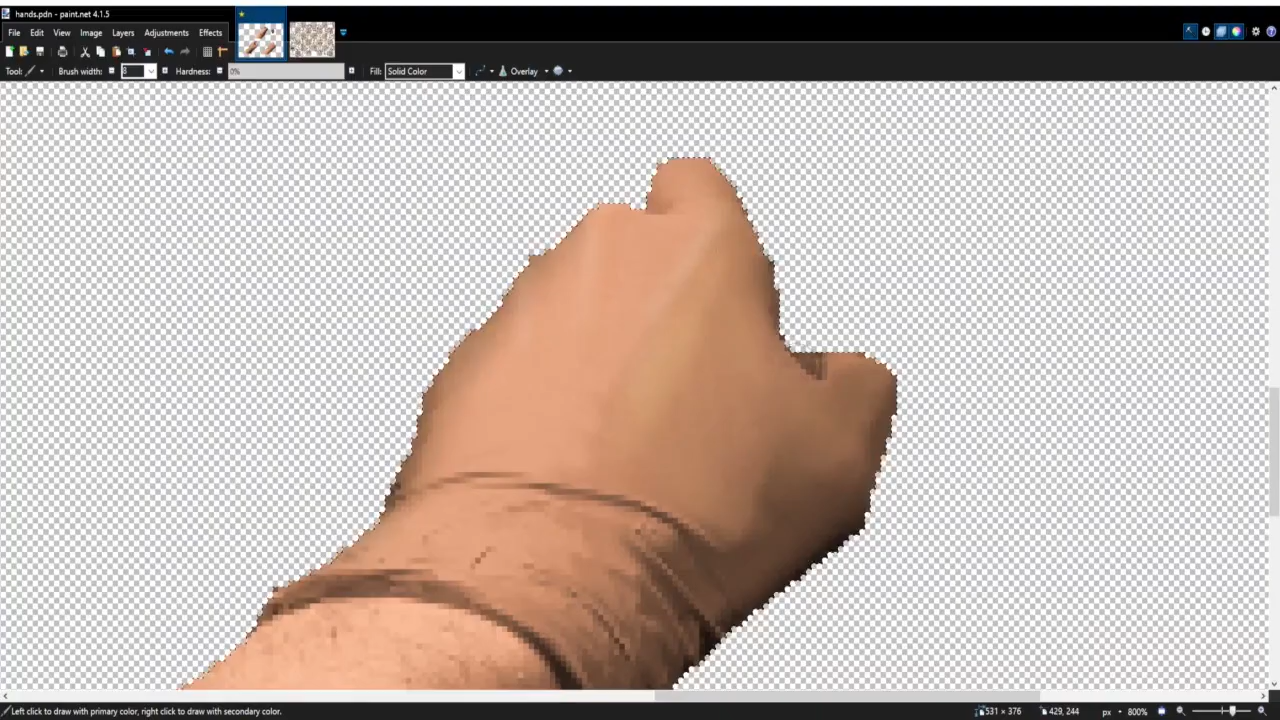 hands.pdn - paint.net 4.1.5
File Edit View Image Layers Adjustments Effects
Tool: Brush width: 8 Hardness: 0% Fill: Solid Color Overlay
Left click to draw with primary color, right click to draw with secondary color. 531 × 376 429, 244 px 800%